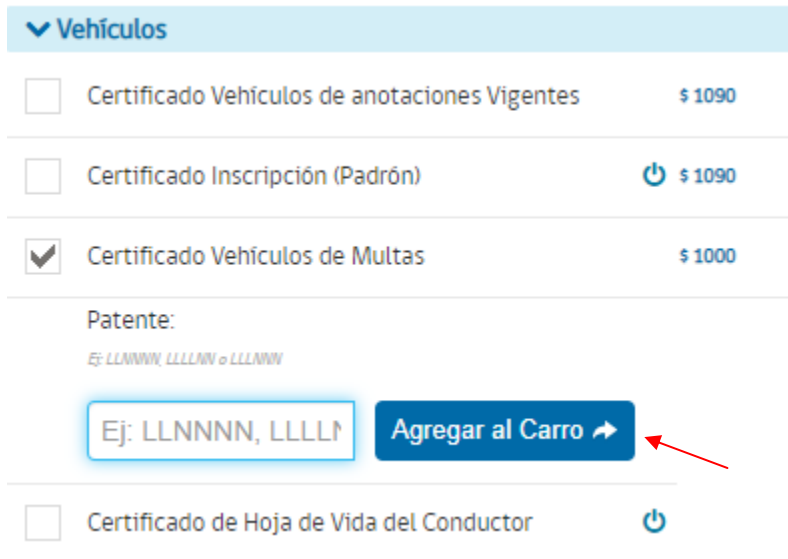 Vehículos
Certificado Vehículos de anotaciones Vigentes $ 1090
Certificado Inscripción (Padrón) $ 1090
Certificado Vehículos de Multas $ 1000
Patente:
Ej: LLNNNN, LLLLNN o LLLNNN
Ej: LLNNNN, LLLLN Agregar al Carro
Certificado de Hoja de Vida del Conductor